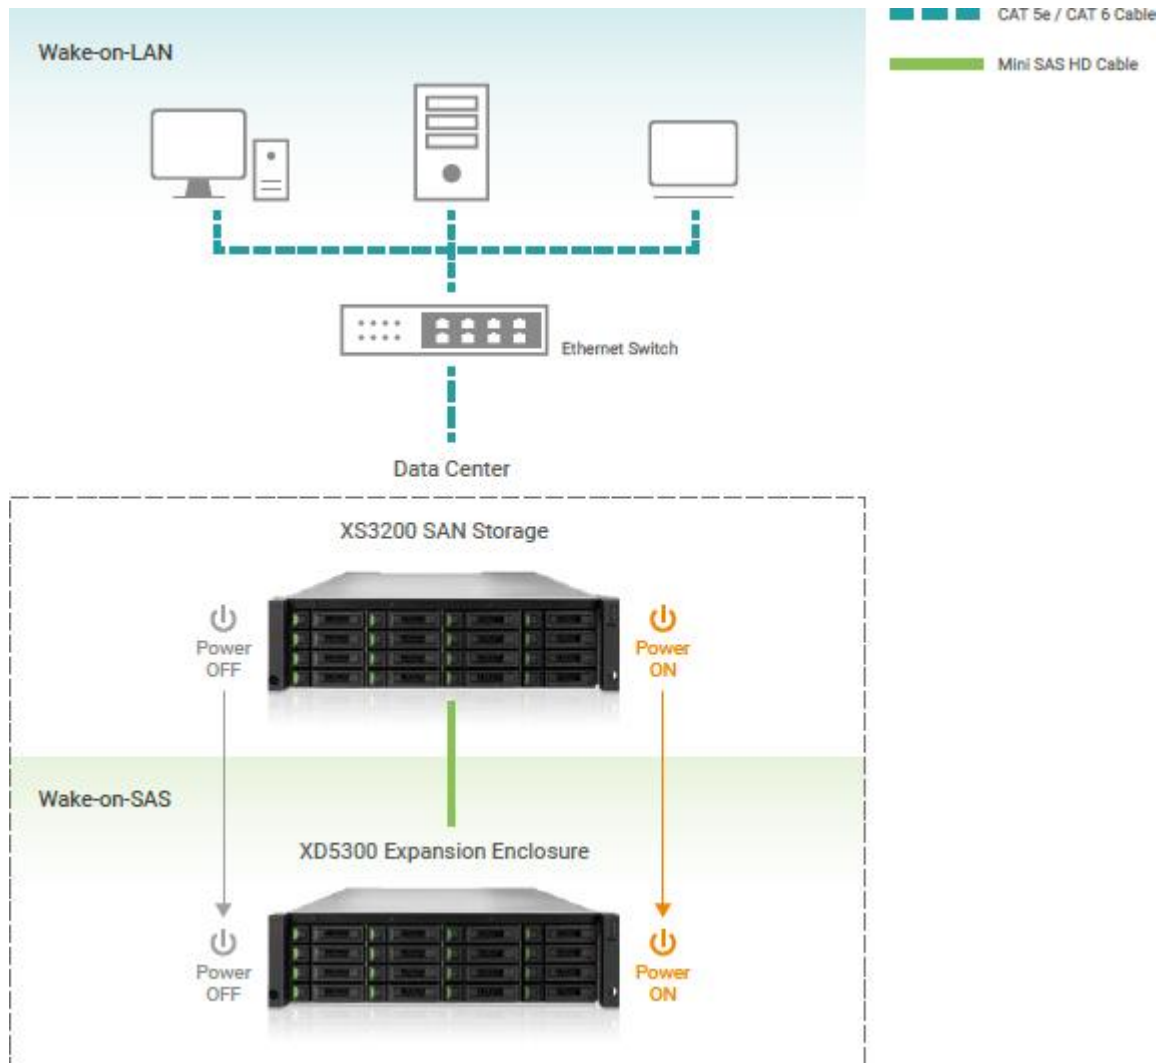 CAT 5e / CAT 6 Cable
Wake-on-LAN
Mini SAS HD Cable
Ethernet Switch
Data Center
XS3200 SAN Storage
Power
OFF
Power
ON
Wake-on-SAS
XD5300 Expansion Enclosure
Power
OFF
Power
ON